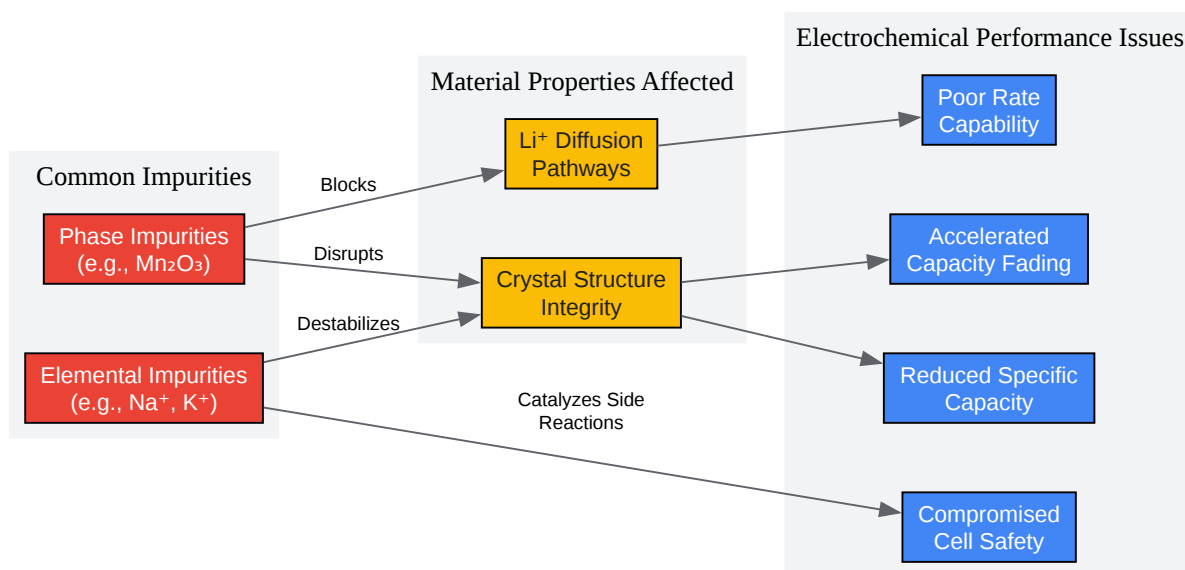 Common Impurities
Phase Impurities
(e.g., Mn₂O₃)
Elemental Impurities
(e.g., Na⁺, K⁺)
Blocks
Disrupts
Destabilizes
Catalyzes Side
Reactions
Material Properties Affected
Li⁺ Diffusion
Pathways
Crystal Structure
Integrity
Electrochemical Performance Issues
Poor Rate
Capability
Accelerated
Capacity Fading
Reduced Specific
Capacity
Compromised
Cell Safety